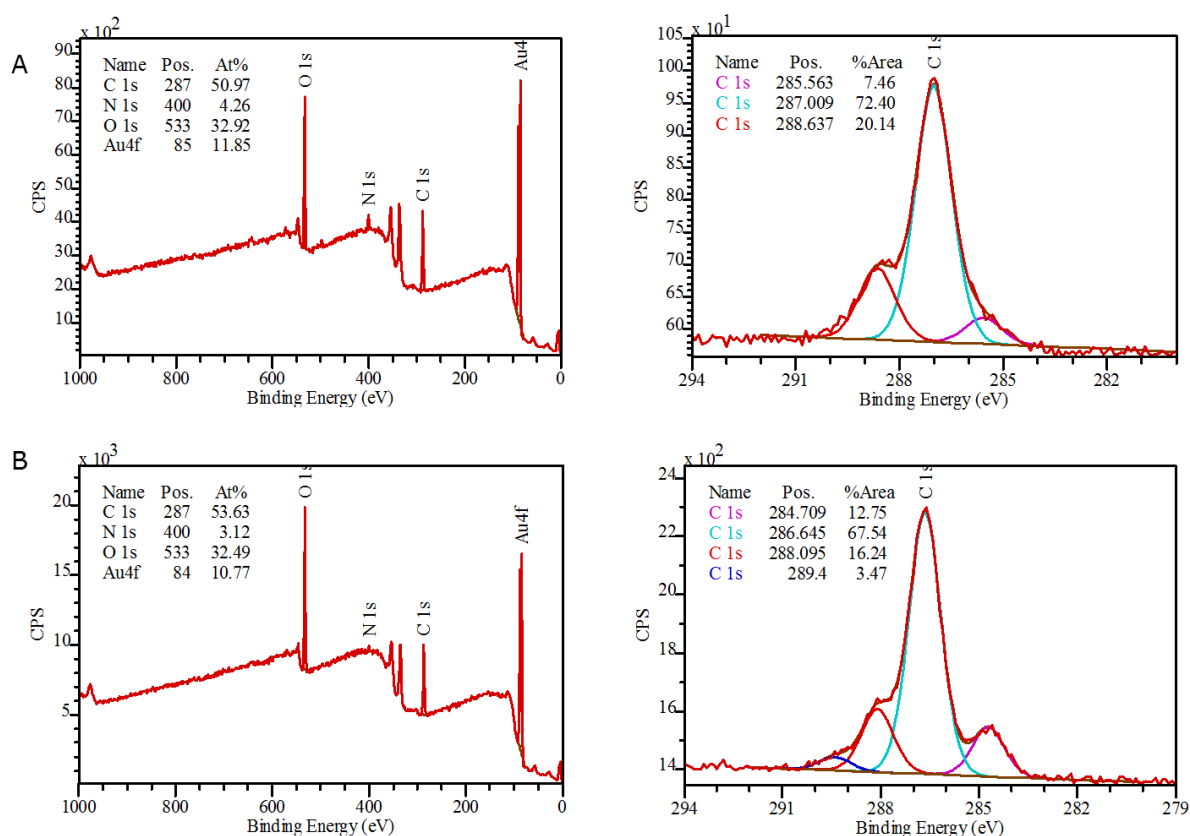 A
x 10²
Name Pos. At%
C 1s 287 50.97
N 1s 400 4.26
O 1s 533 32.92
Au4f 85 11.85
O 1s
N 1s
C 1s
Au4
CPS
90
80
70
60
50
40
30
20
10
1000 800 600 400 200 0
Binding Energy (eV)
x 10¹
Name Pos. %Area
C 1s 285.563 7.46
C 1s 287.009 72.40
C 1s 288.637 20.14
C 1s
CPS
105
100
95
90
85
80
75
70
65
60
294 291 288 285 282
Binding Energy (eV)
B
x 10³
Name Pos. At%
C 1s 287 53.63
N 1s 400 3.12
O 1s 533 32.49
Au4f 84 10.77
O 1s
N 1s
C 1s
Au4f
CPS
20
15
10
5
1000 800 600 400 200 0
Binding Energy (eV)
x 10²
Name Pos. %Area
C 1s 284.709 12.75
C 1s 286.645 67.54
C 1s 288.095 16.24
C 1s 289.4 3.47
C 1s
CPS
24
22
20
18
16
14
294 291 288 285 282 279
Binding Energy (eV)